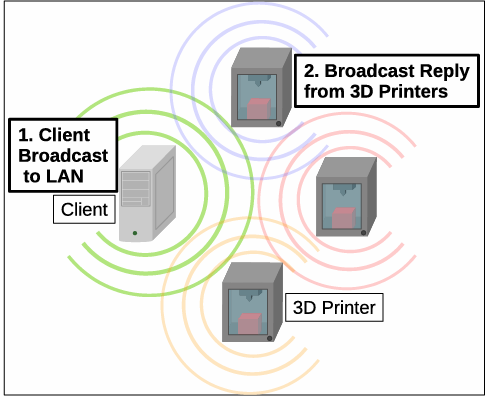 2. Broadcast Reply
from 3D Printers
1. Client
Broadcast
to LAN
Client
3D Printer